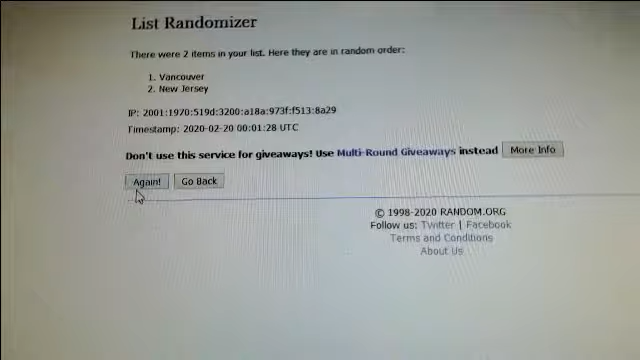 List Randomizer
There were 2 items in your list. Here they are in random order:
1. Vancouver
2. New Jersey
IP: 2001:1970:519d:3200:a18a:973f:f513:8a29
Timestamp: 2020-02-20 00:01:28 UTC
Don't use this service for giveaways! Use Multi-Round Giveaways instead More Info
Again! Go Back
© 1998-2020 RANDOM.ORG
Follow us: Twitter | Facebook
Terms and Conditions
About Us